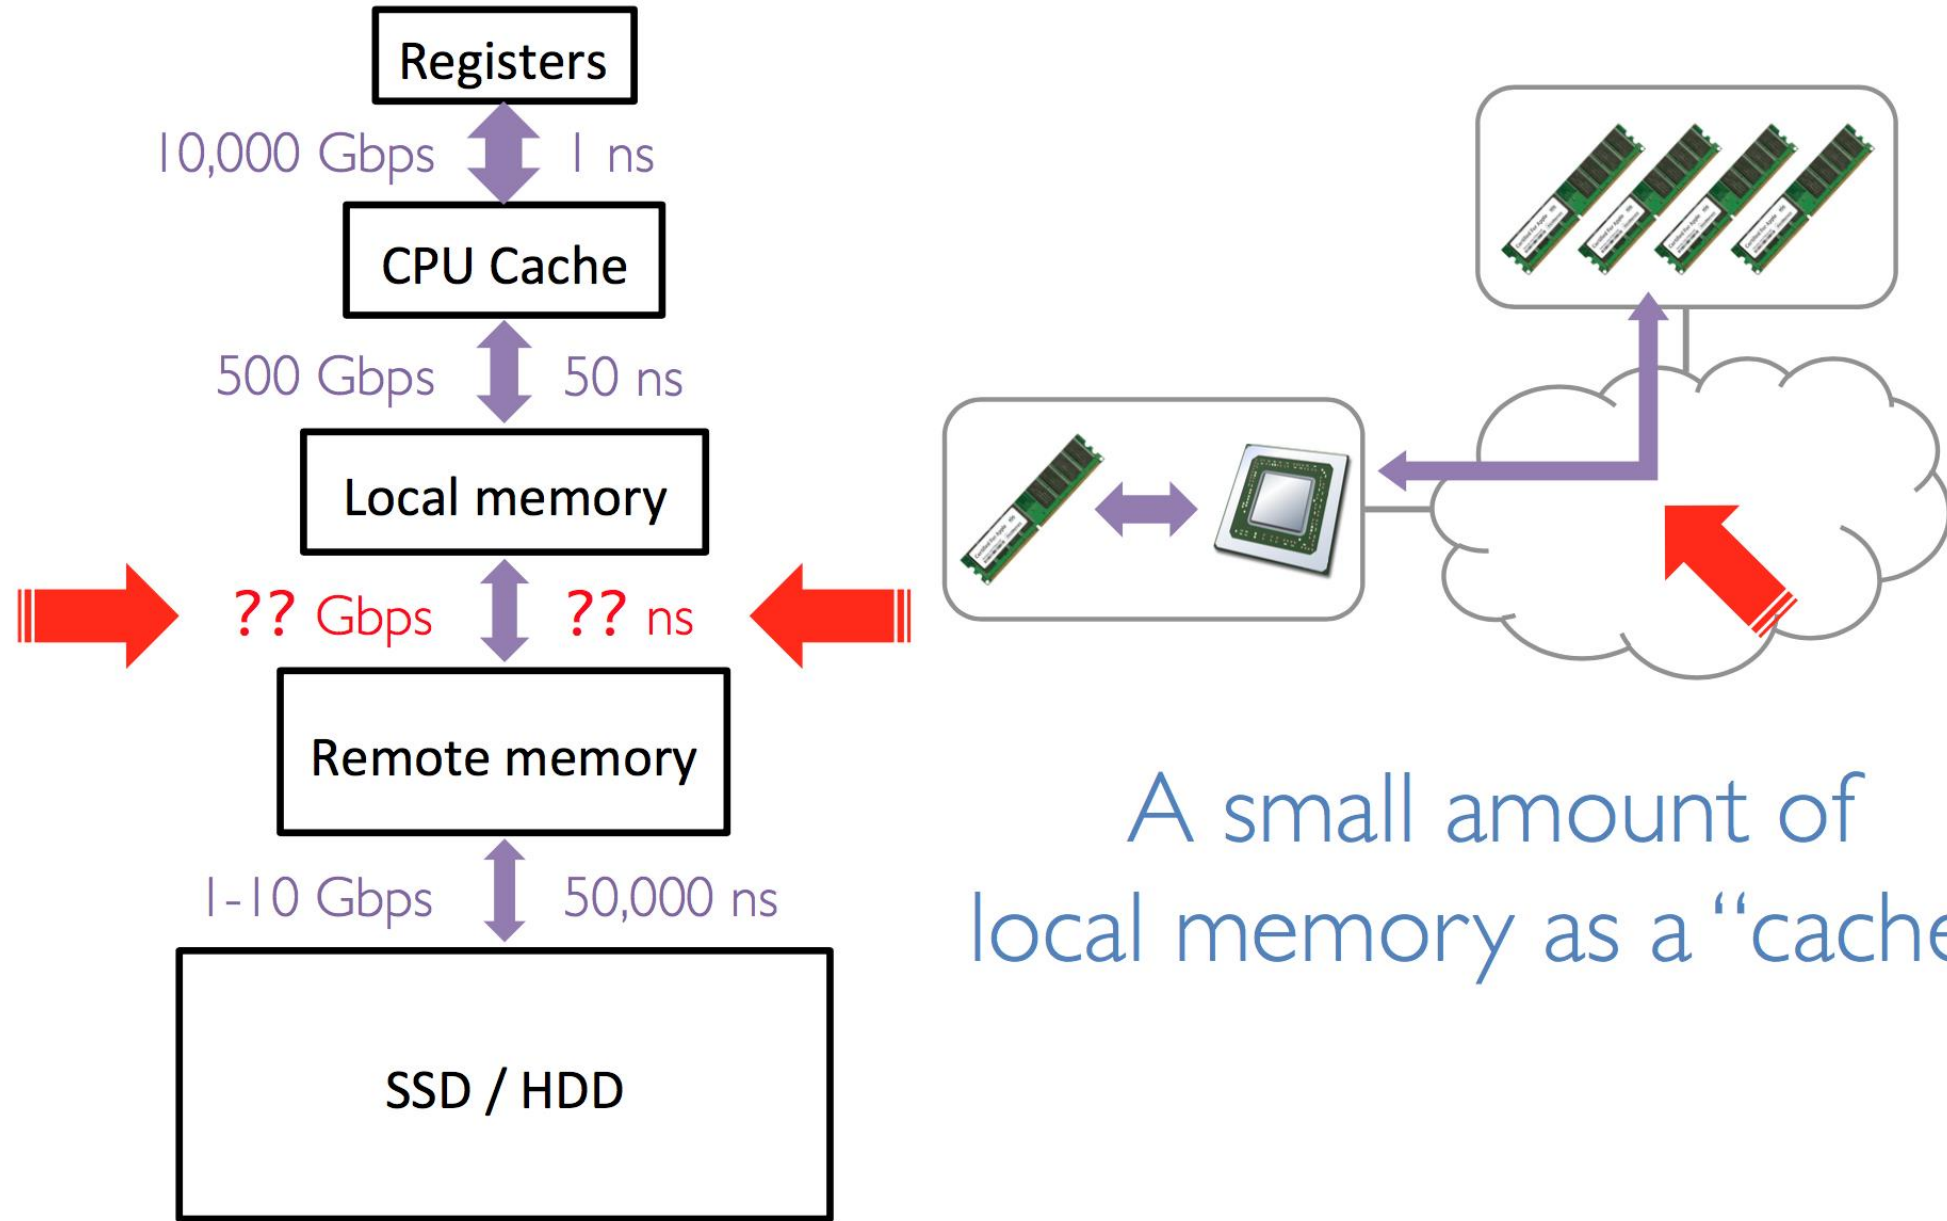 Registers
10,000 Gbps 1 ns
CPU Cache
500 Gbps 50 ns
Local memory
?? Gbps ?? ns
Remote memory
1-10 Gbps 50,000 ns
SSD / HDD
A small amount of
local memory as a “cache